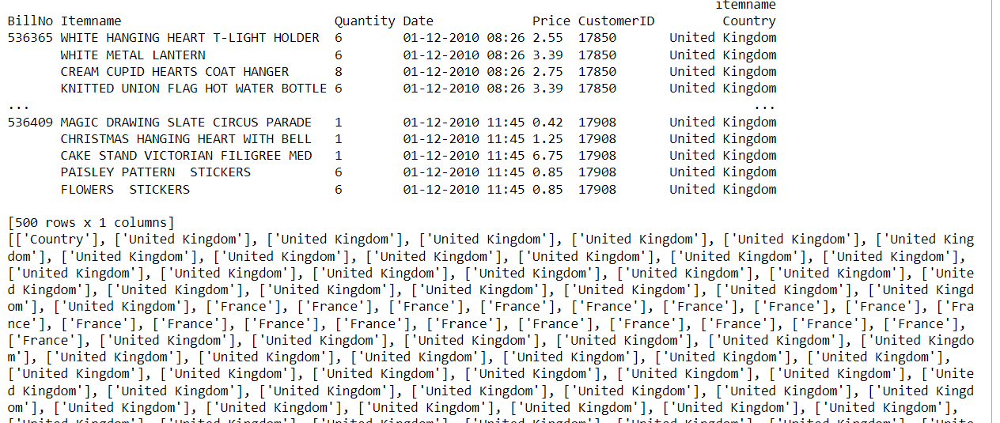 itemname
BillNo Itemname Quantity Date Price CustomerID Country
536365 WHITE HANGING HEART T-LIGHT HOLDER 6 01-12-2010 08:26 2.55 17850 United Kingdom
WHITE METAL LANTERN 6 01-12-2010 08:26 3.39 17850 United Kingdom
CREAM CUPID HEARTS COAT HANGER 8 01-12-2010 08:26 2.75 17850 United Kingdom
KNITTED UNION FLAG HOT WATER BOTTLE 6 01-12-2010 08:26 3.39 17850 United Kingdom
... ...
536409 MAGIC DRAWING SLATE CIRCUS PARADE 1 01-12-2010 11:45 0.42 17908 United Kingdom
CHRISTMAS HANGING HEART WITH BELL 1 01-12-2010 11:45 1.25 17908 United Kingdom
CAKE STAND VICTORIAN FILIGREE MED 1 01-12-2010 11:45 6.75 17908 United Kingdom
PAISLEY PATTERN  STICKERS 6 01-12-2010 11:45 0.85 17908 United Kingdom
FLOWERS  STICKERS 6 01-12-2010 11:45 0.85 17908 United Kingdom
[500 rows x 1 columns]
[['Country'], ['United Kingdom'], ['United Kingdom'], ['United Kingdom'], ['United Kingdom'], ['United Kingdom'], ['United King
dom'], ['United Kingdom'], ['United Kingdom'], ['United Kingdom'], ['United Kingdom'], ['United Kingdom'], ['United Kingdom'],
['United Kingdom'], ['United Kingdom'], ['United Kingdom'], ['United Kingdom'], ['United Kingdom'], ['United Kingdom'], ['Unite
d Kingdom'], ['United Kingdom'], ['United Kingdom'], ['United Kingdom'], ['United Kingdom'], ['United Kingdom'], ['United Kingd
om'], ['United Kingdom'], ['France'], ['France'], ['France'], ['France'], ['France'], ['France'], ['France'], ['France'], ['Fra
nce'], ['France'], ['France'], ['France'], ['France'], ['France'], ['France'], ['France'], ['France'], ['France'], ['France'],
['France'], ['United Kingdom'], ['United Kingdom'], ['United Kingdom'], ['United Kingdom'], ['United Kingdom'], ['United Kingdo
m'], ['United Kingdom'], ['United Kingdom'], ['United Kingdom'], ['United Kingdom'], ['United Kingdom'], ['United Kingdom'],
['United Kingdom'], ['United Kingdom'], ['United Kingdom'], ['United Kingdom'], ['United Kingdom'], ['United Kingdom'], ['Unite
d Kingdom'], ['United Kingdom'], ['United Kingdom'], ['United Kingdom'], ['United Kingdom'], ['United Kingdom'], ['United Kingd
om'], ['United Kingdom'], ['United Kingdom'], ['United Kingdom'], ['United Kingdom'], ['United Kingdom'], ['United Kingdom'],